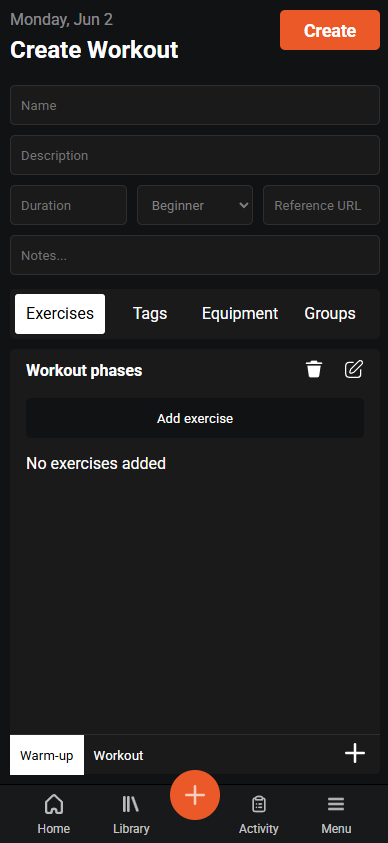 Monday, Jun 2
Create Workout
Create
Name
Description
Duration
Beginner
Reference URL
Notes...
Exercises Tags Equipment Groups
Workout phases
Add exercise
No exercises added
Warm-up Workout
Home Library Activity Menu